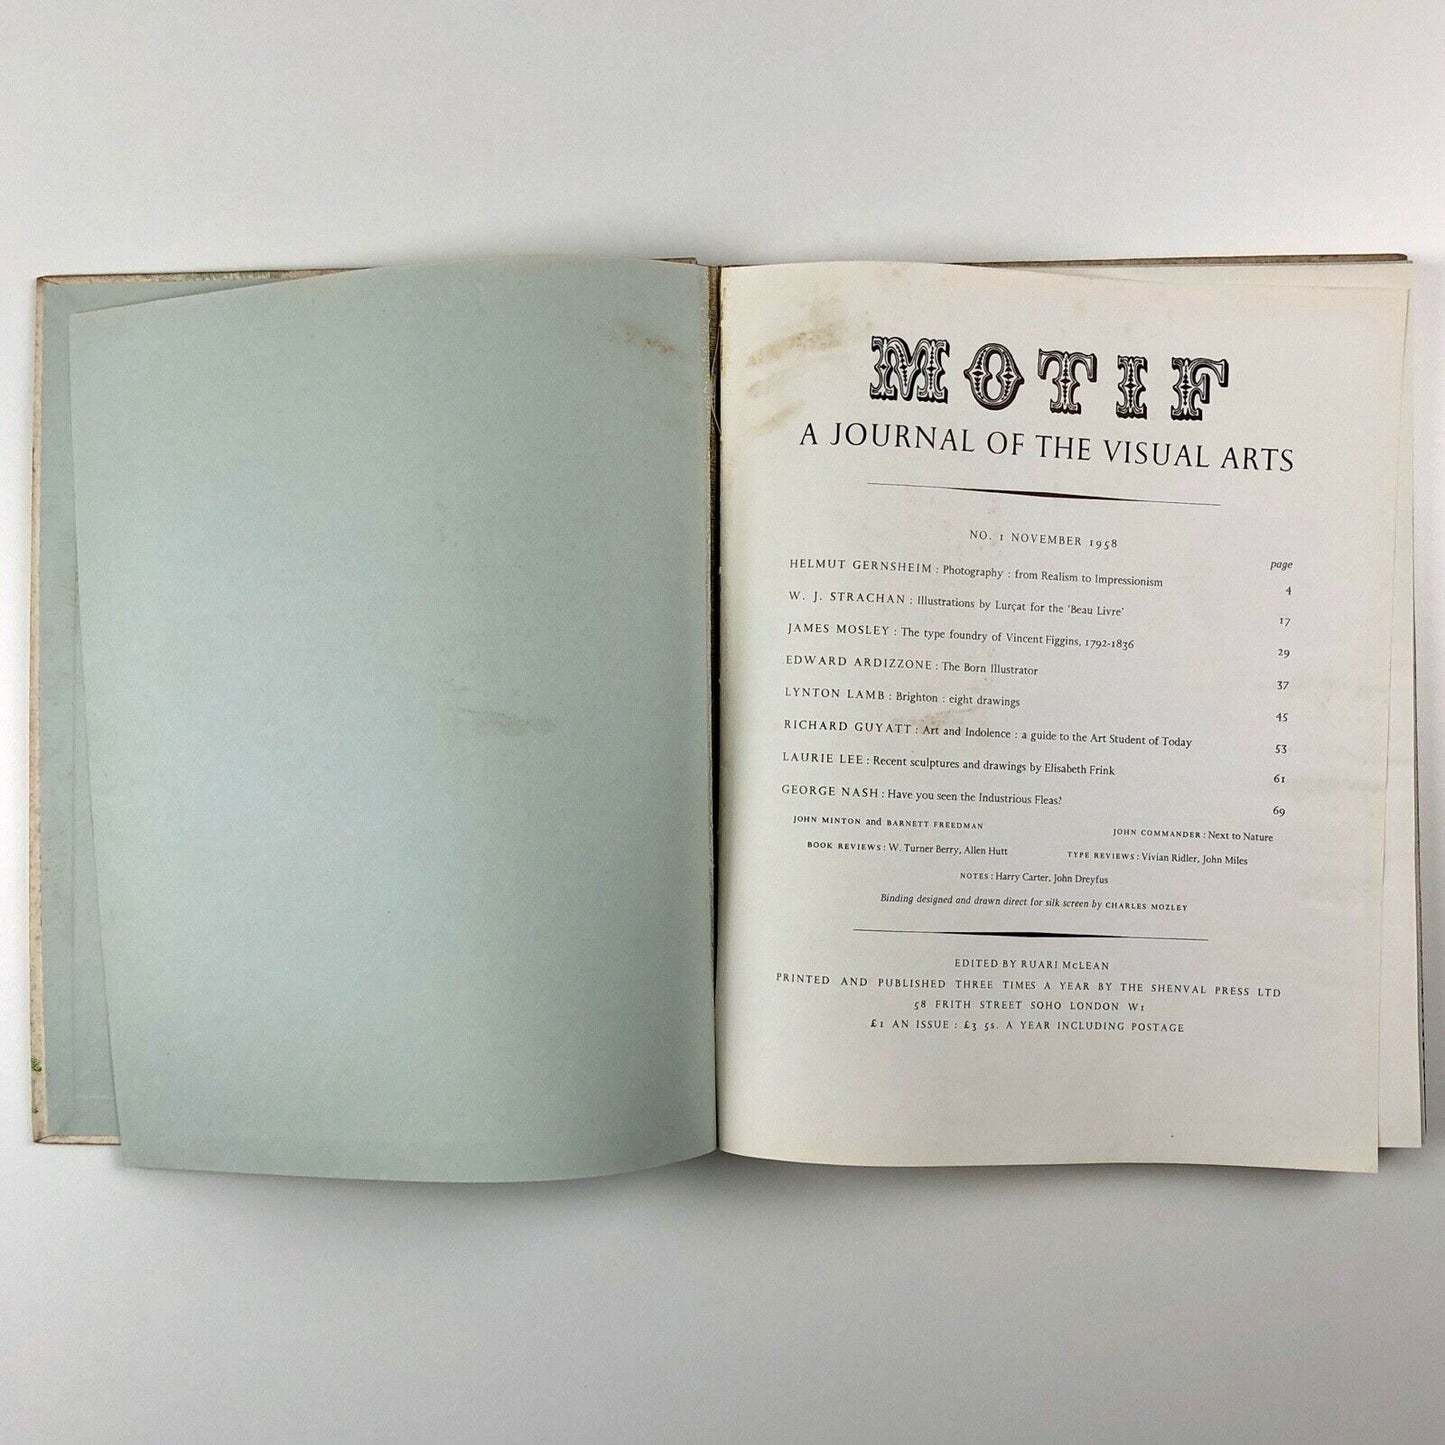 MOTIF
A JOURNAL OF THE VISUAL ARTS
NO. 1 NOVEMBER 1958
page
HELMUT GERNSHEIM : Photography : from Realism to Impressionism 4
W. J. STRACHAN : Illustrations by Lurçat for the 'Beau Livre' 17
JAMES MOSLEY : The type foundry of Vincent Figgins, 1792-1836 29
EDWARD ARDIZZONE : The Born Illustrator 37
LYNTON LAMB : Brighton : eight drawings 45
RICHARD GUYATT : Art and Indolence : a guide to the Art Student of Today 53
LAURIE LEE : Recent sculptures and drawings by Elisabeth Frink 61
GEORGE NASH : Have you seen the Industrious Fleas? 69
JOHN MINTON and BARNETT FREEDMAN JOHN COMMANDER : Next to Nature
BOOK REVIEWS : W. Turner Berry, Allen Hutt TYPE REVIEWS : Vivian Ridler, John Miles
NOTES : Harry Carter, John Dreyfus
Binding designed and drawn direct for silk screen by CHARLES MOZLEY
EDITED BY RUARI McLEAN
PRINTED AND PUBLISHED THREE TIMES A YEAR BY THE SHENVAL PRESS LTD
58 FRITH STREET SOHO LONDON W1
£1 AN ISSUE : £3 5s. A YEAR INCLUDING POSTAGE